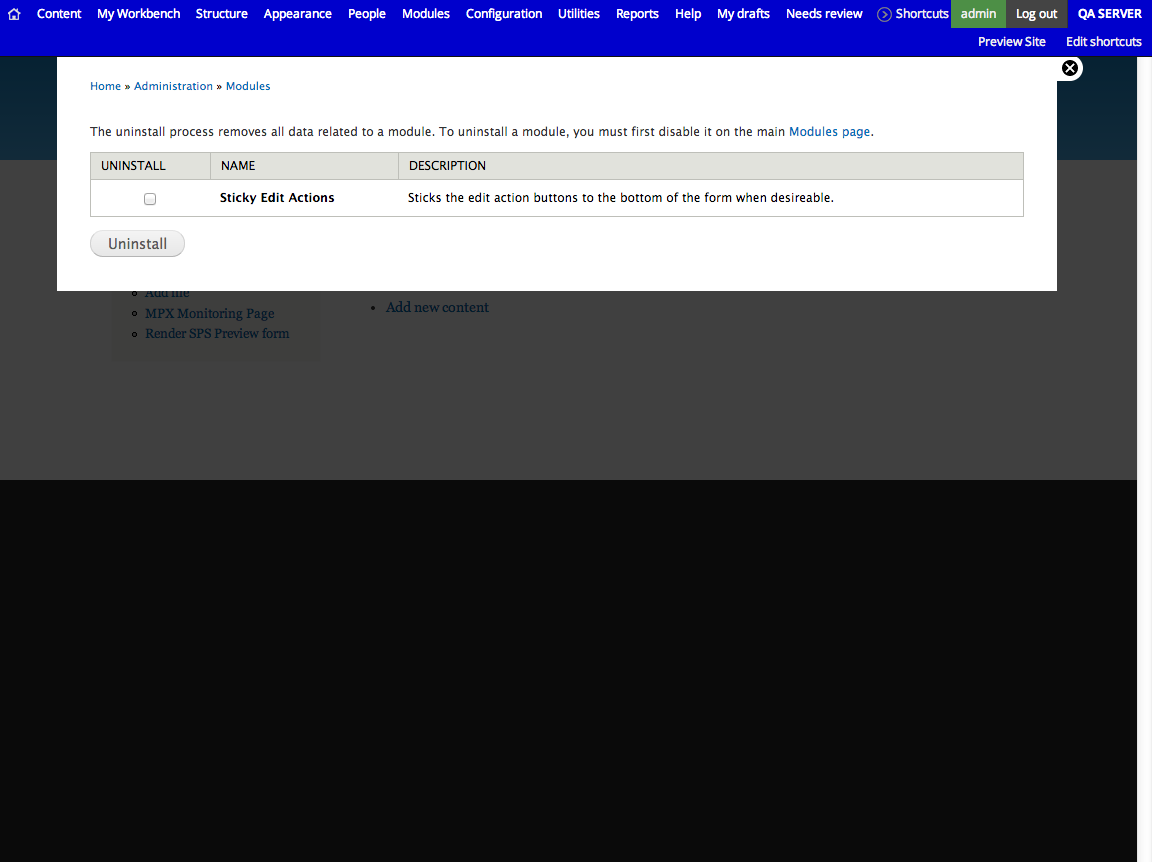 Content My Workbench Structure Appearance People Modules Configuration Utilities Reports Help My drafts Needs review Shortcuts admin Log out QA SERVER
Preview Site Edit shortcuts
Home » Administration » Modules
The uninstall process removes all data related to a module. To uninstall a module, you must first disable it on the main Modules page.
UNINSTALL NAME DESCRIPTION
Sticky Edit Actions Sticks the edit action buttons to the bottom of the form when desireable.
Uninstall
Add file
MPX Monitoring Page
Render SPS Preview form
Add new content